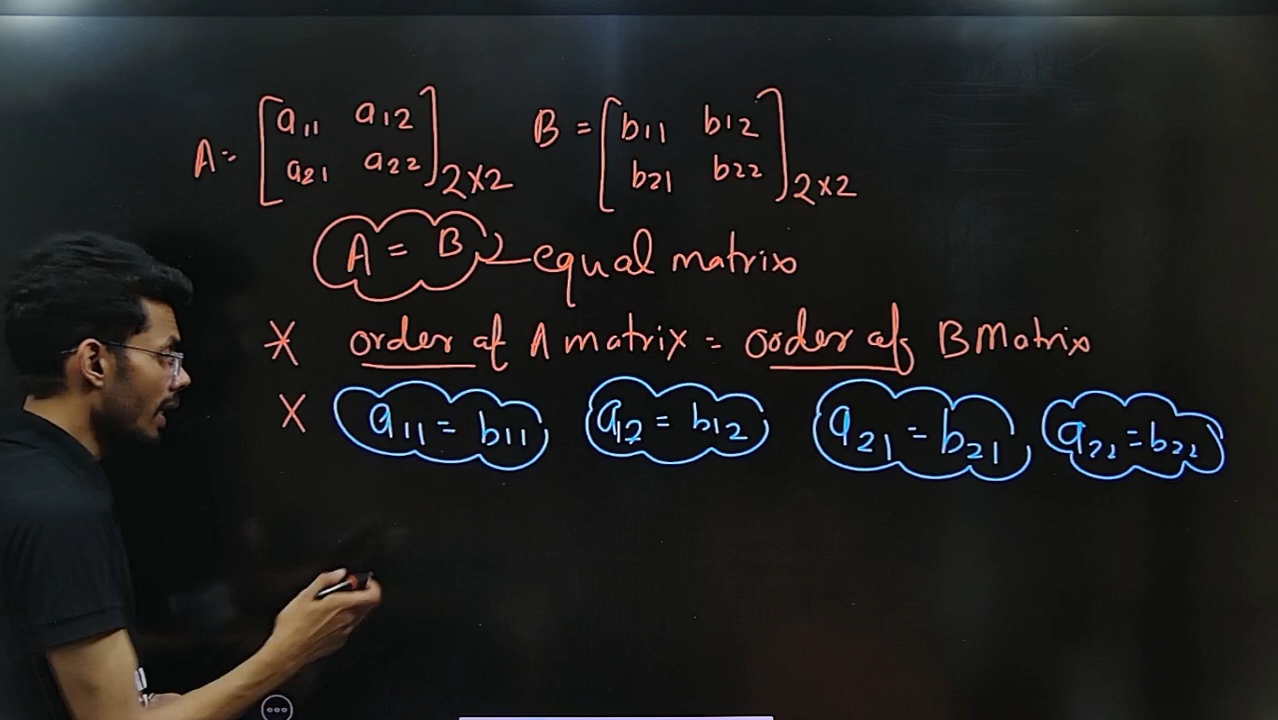 A = [a11 a12
a21 a22]2×2
B = [b11 b12
b21 b22]2×2
A = B equal matrix
* order of A matrix = order of B Matrix
* a11 = b11 a12 = b12 a21 = b21 a22 = b22